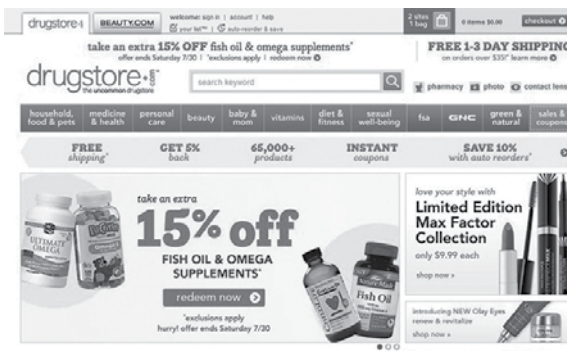 drugstore
BEAUTY.COM
welcome! sign in | account | help
your list™ | auto-reorder & save
2 sites
1 bag
0 items $0.00
checkout
take an extra 15% OFF fish oil & omega supplements*
offer ends Saturday 7/30 | *exclusions apply | redeem now
FREE 1-3 DAY SHIPPING
on orders over $35!* learn more
drugstore.com
the uncommon drugstore
search keyword
pharmacy
photo
contact lens
household,
food & pets
medicine
& health
personal
care
beauty
baby &
mom
vitamins
diet &
fitness
sexual
well-being
fsa
GNC
green &
natural
sales &
coupons
FREE
shipping*
GET 5%
back
65,000+
products
INSTANT
coupons
SAVE 10%
with auto reorders*
take an extra
15% off
FISH OIL & OMEGA
SUPPLEMENTS*
redeem now
*exclusions apply
hurry! offer ends Saturday 7/30
ULTIMATE
OMEGA
Nature Made
Fish Oil
love your style with
Limited Edition
Max Factor
Collection
only $9.99 each
shop now »
introducing NEW Olay Eyes
renew & revitalize
shop now »